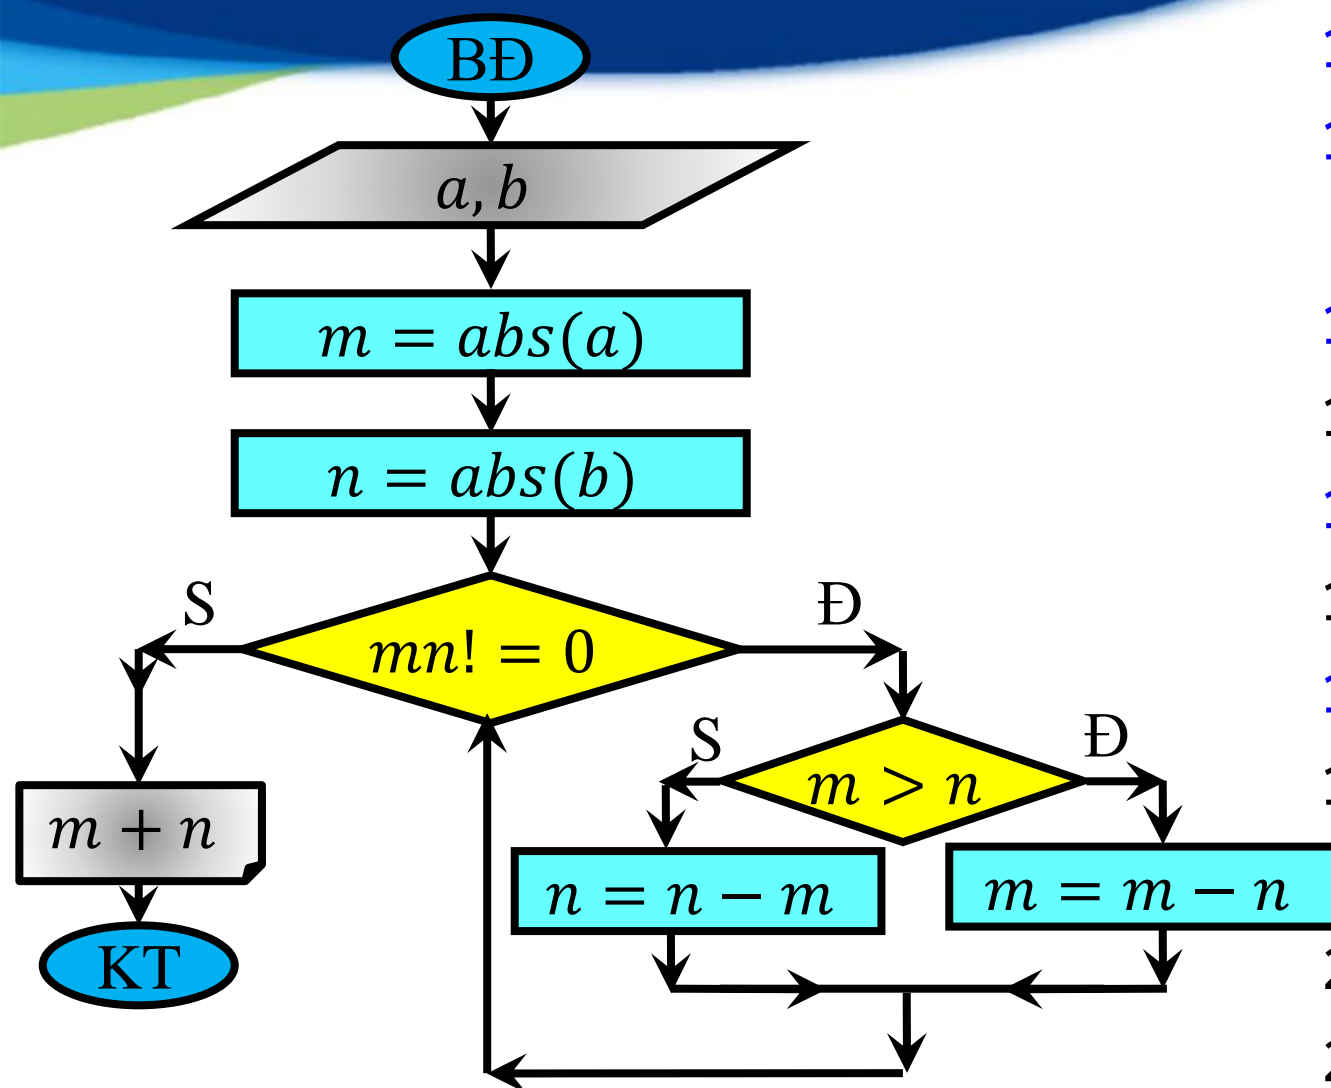 BĐ
a, b
m = abs(a)
n = abs(b)
S
Đ
mn! = 0
S
Đ
m > n
m + n
n = n − m
m = m − n
KT